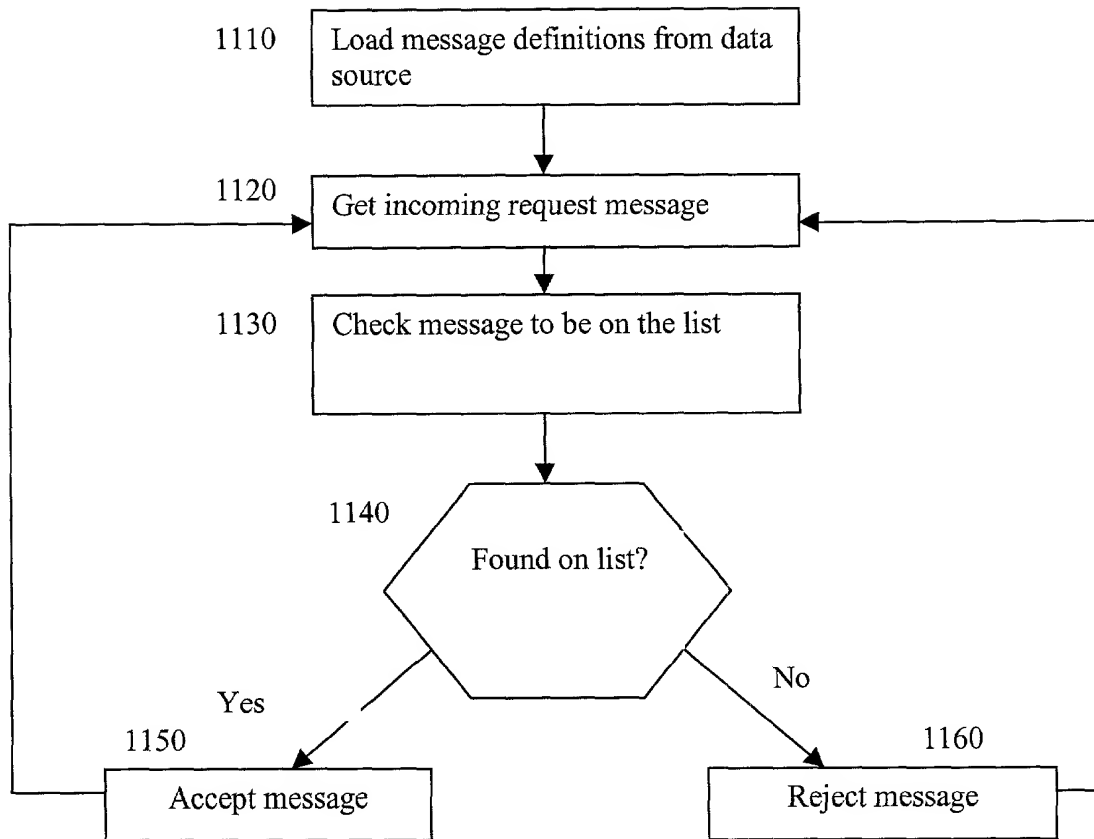 1110
Load message definitions from data
source
1120
Get incoming request message
1130
Check message to be on the list
1140
Found on list?
Yes
No
1150
1160
Accept message
Reject message